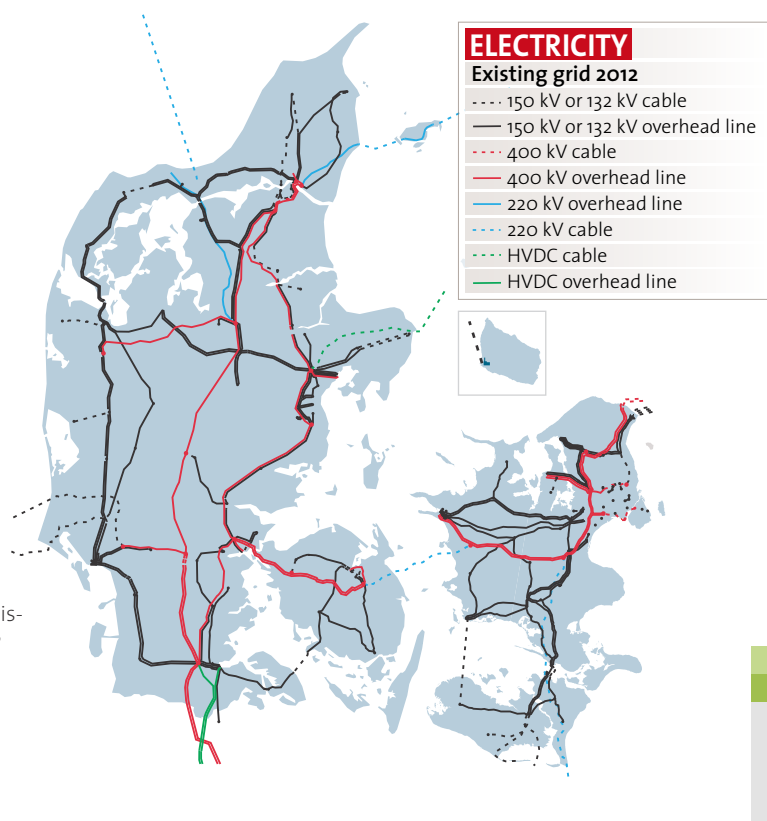 ELECTRICITY
Existing grid 2012
150 kV or 132 kV cable
150 kV or 132 kV overhead line
400 kV cable
400 kV overhead line
220 kV overhead line
220 kV cable
HVDC cable
HVDC overhead line
is-